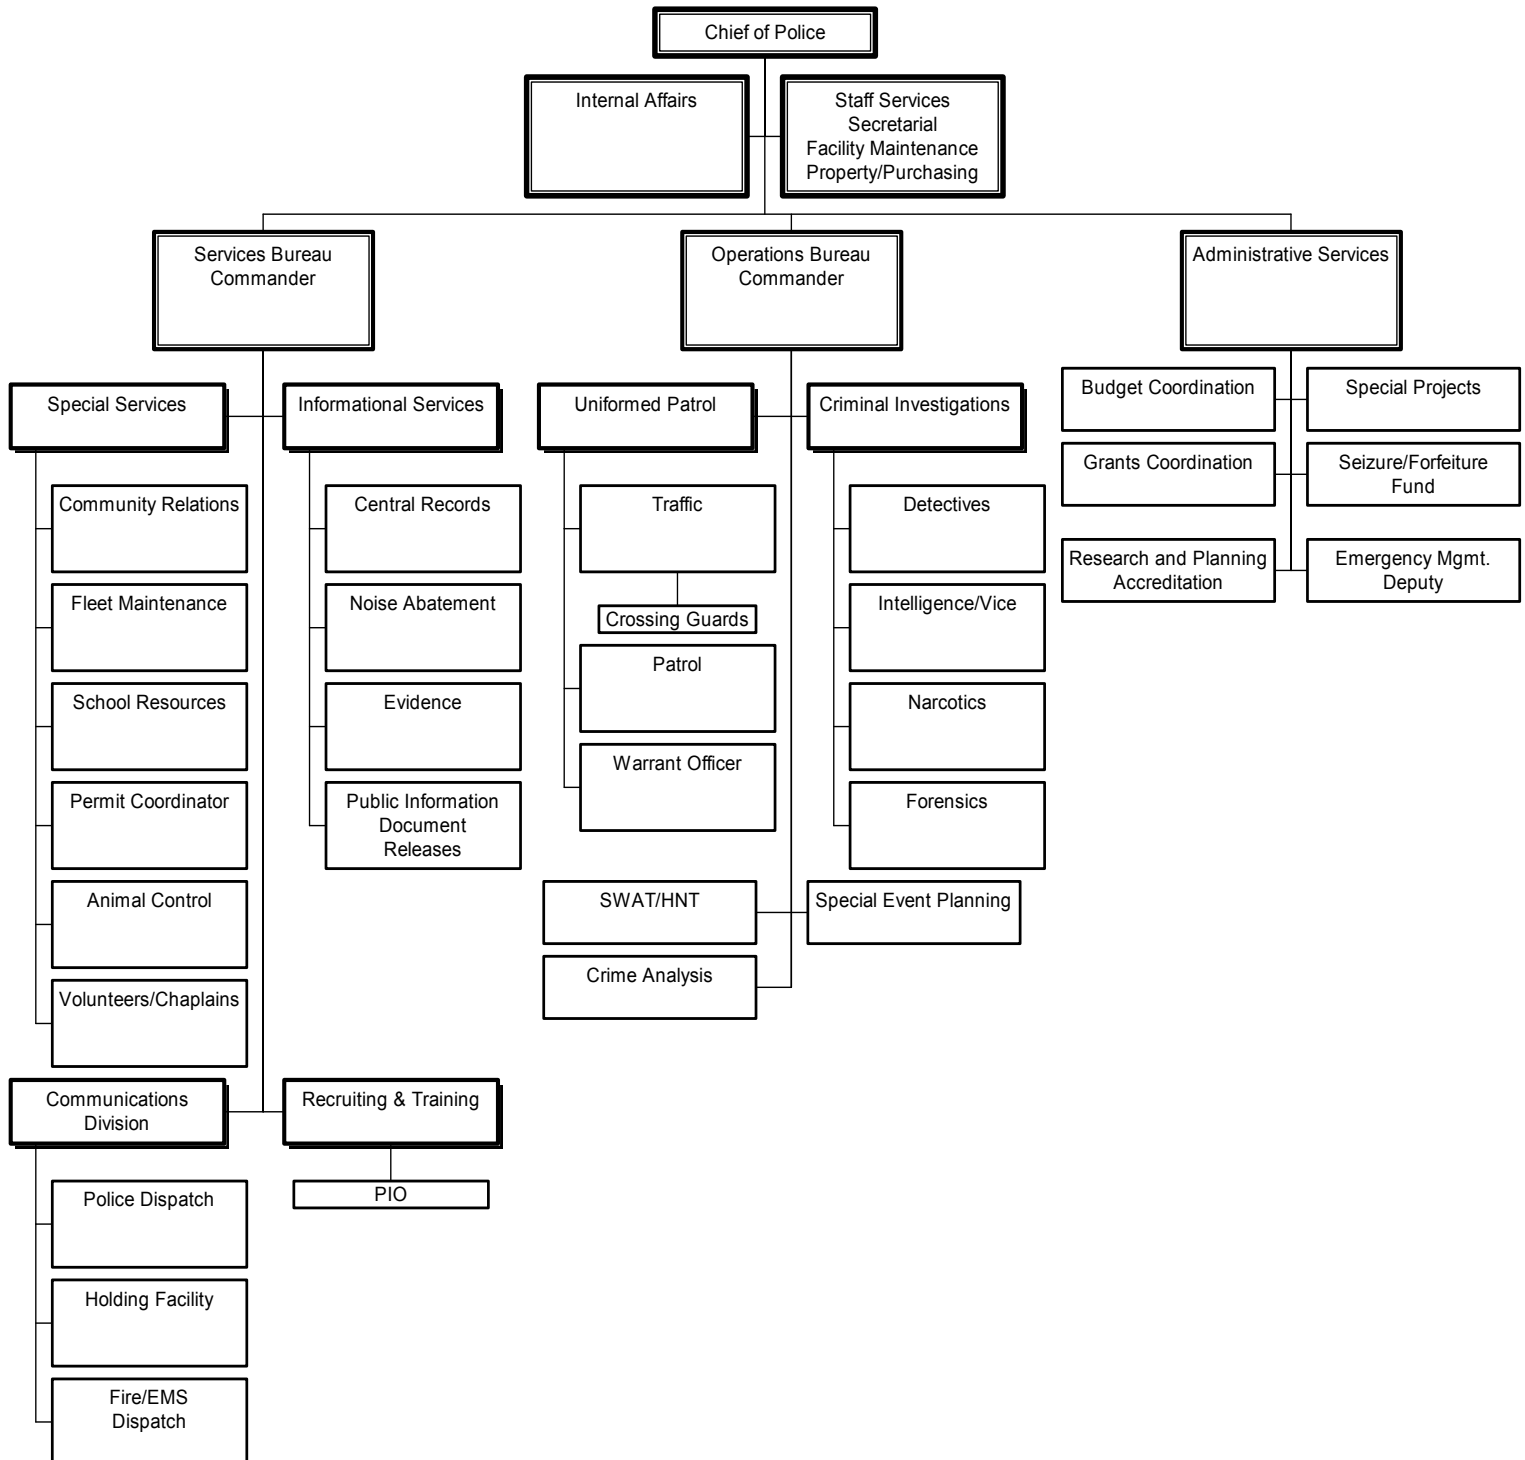 Chief of Police
Internal Affairs
Staff Services
Secretarial
Facility Maintenance
Property/Purchasing
Services Bureau
Commander
Operations Bureau
Commander
Administrative Services
Special Services
Informational Services
Uniformed Patrol
Criminal Investigations
Budget Coordination
Special Projects
Grants Coordination
Seizure/Forfeiture
Fund
Research and Planning
Accreditation
Emergency Mgmt.
Deputy
Community Relations
Fleet Maintenance
School Resources
Permit Coordinator
Animal Control
Volunteers/Chaplains
Central Records
Noise Abatement
Evidence
Public Information
Document
Releases
Traffic
Crossing Guards
Patrol
Warrant Officer
Detectives
Intelligence/Vice
Narcotics
Forensics
SWAT/HNT
Special Event Planning
Crime Analysis
Communications
Division
Recruiting & Training
Police Dispatch
Holding Facility
Fire/EMS
Dispatch
PIO